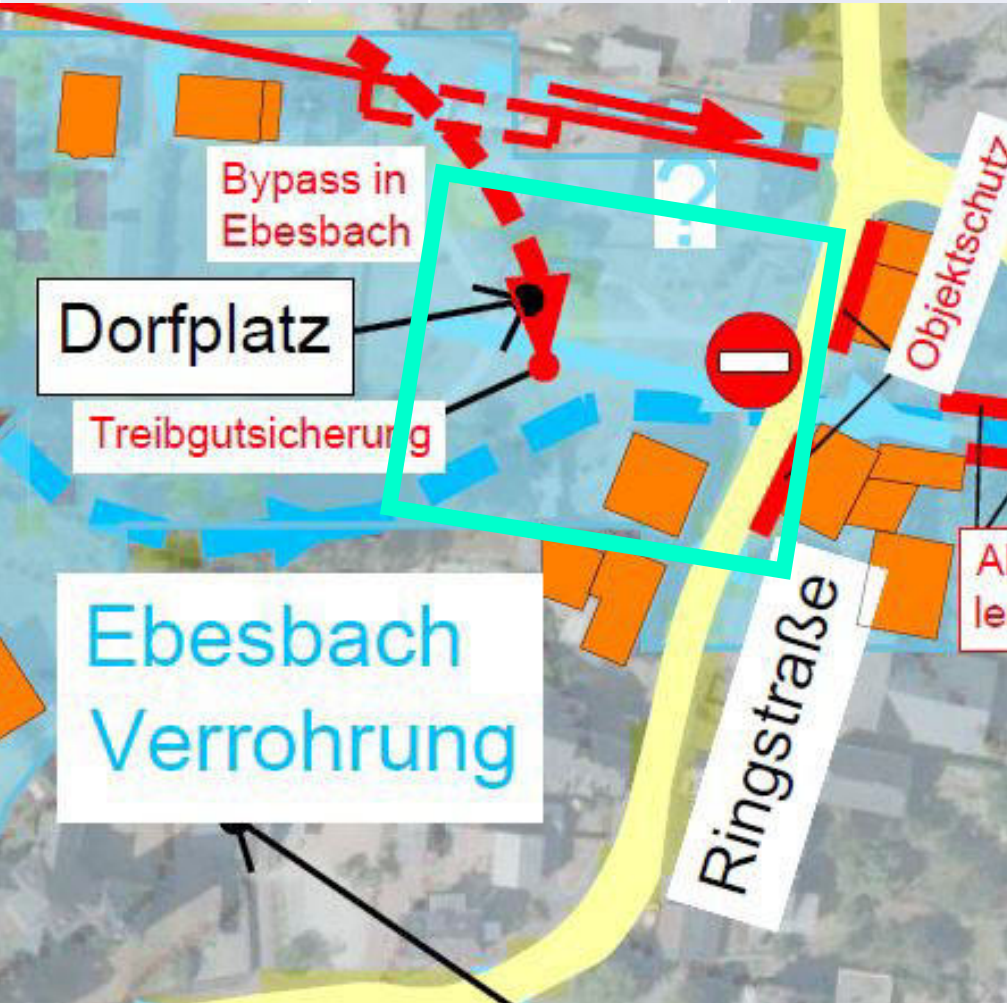 ?
Bypass in
Ebesbach
Objektschutz
Dorfplatz
Treibgutsicherung
Ebesbach
Verrohrung
Ringstraße